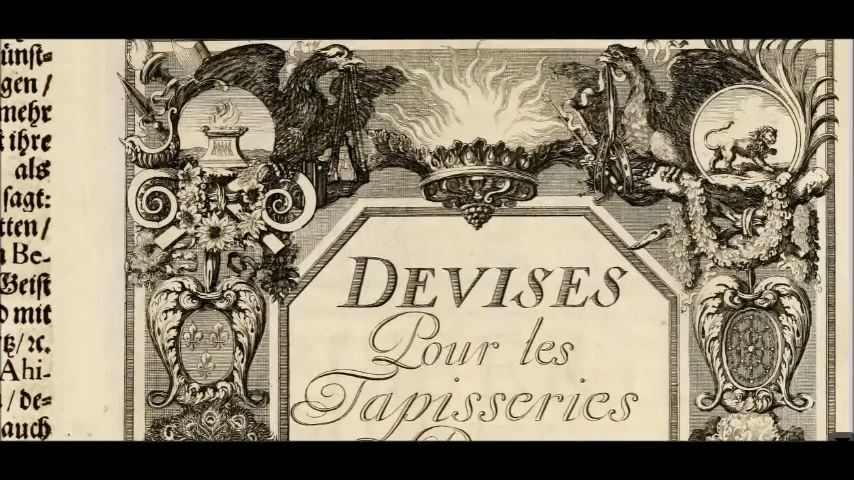 ünst-
gen /
mehr
ihre
als
sagt:
tten /
Be-
Geist
d mit
tz/ ꝛc.
Ahi-
/ de-
auch
DEVISES
Pour les
Tapisseries